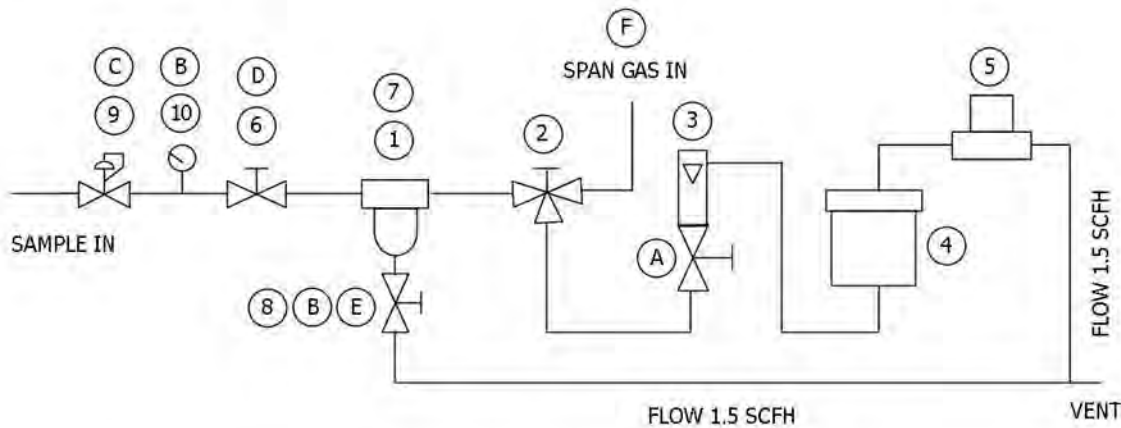 F
SPAN GAS IN
C
B
D
7
5
9
10
6
1
2
3
SAMPLE IN
A
4
8
B
E
FLOW 1.5 SCFH
FLOW 1.5 SCFH
VENT